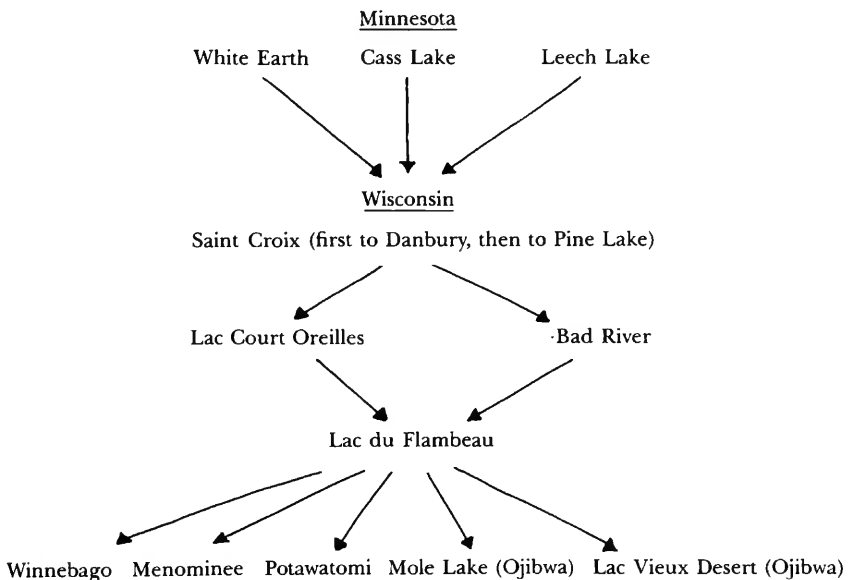 Minnesota
White Earth Cass Lake Leech Lake
Wisconsin
Saint Croix (first to Danbury, then to Pine Lake)
Lac Court Oreilles Bad River
Lac du Flambeau
Winnebago Menominee Potawatomi Mole Lake (Ojibwa) Lac Vieux Desert (Ojibwa)